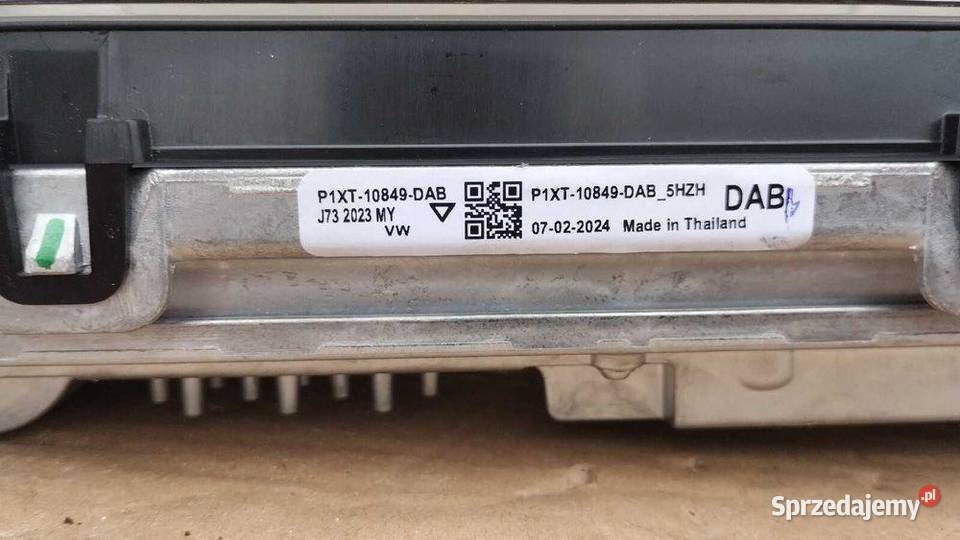 P1XT-10849-DAB
J73 2023 MY
VW
P1XT-10849-DAB_5HZH
07-02-2024 Made in Thailand
DAB
Sprzedajemy.pl